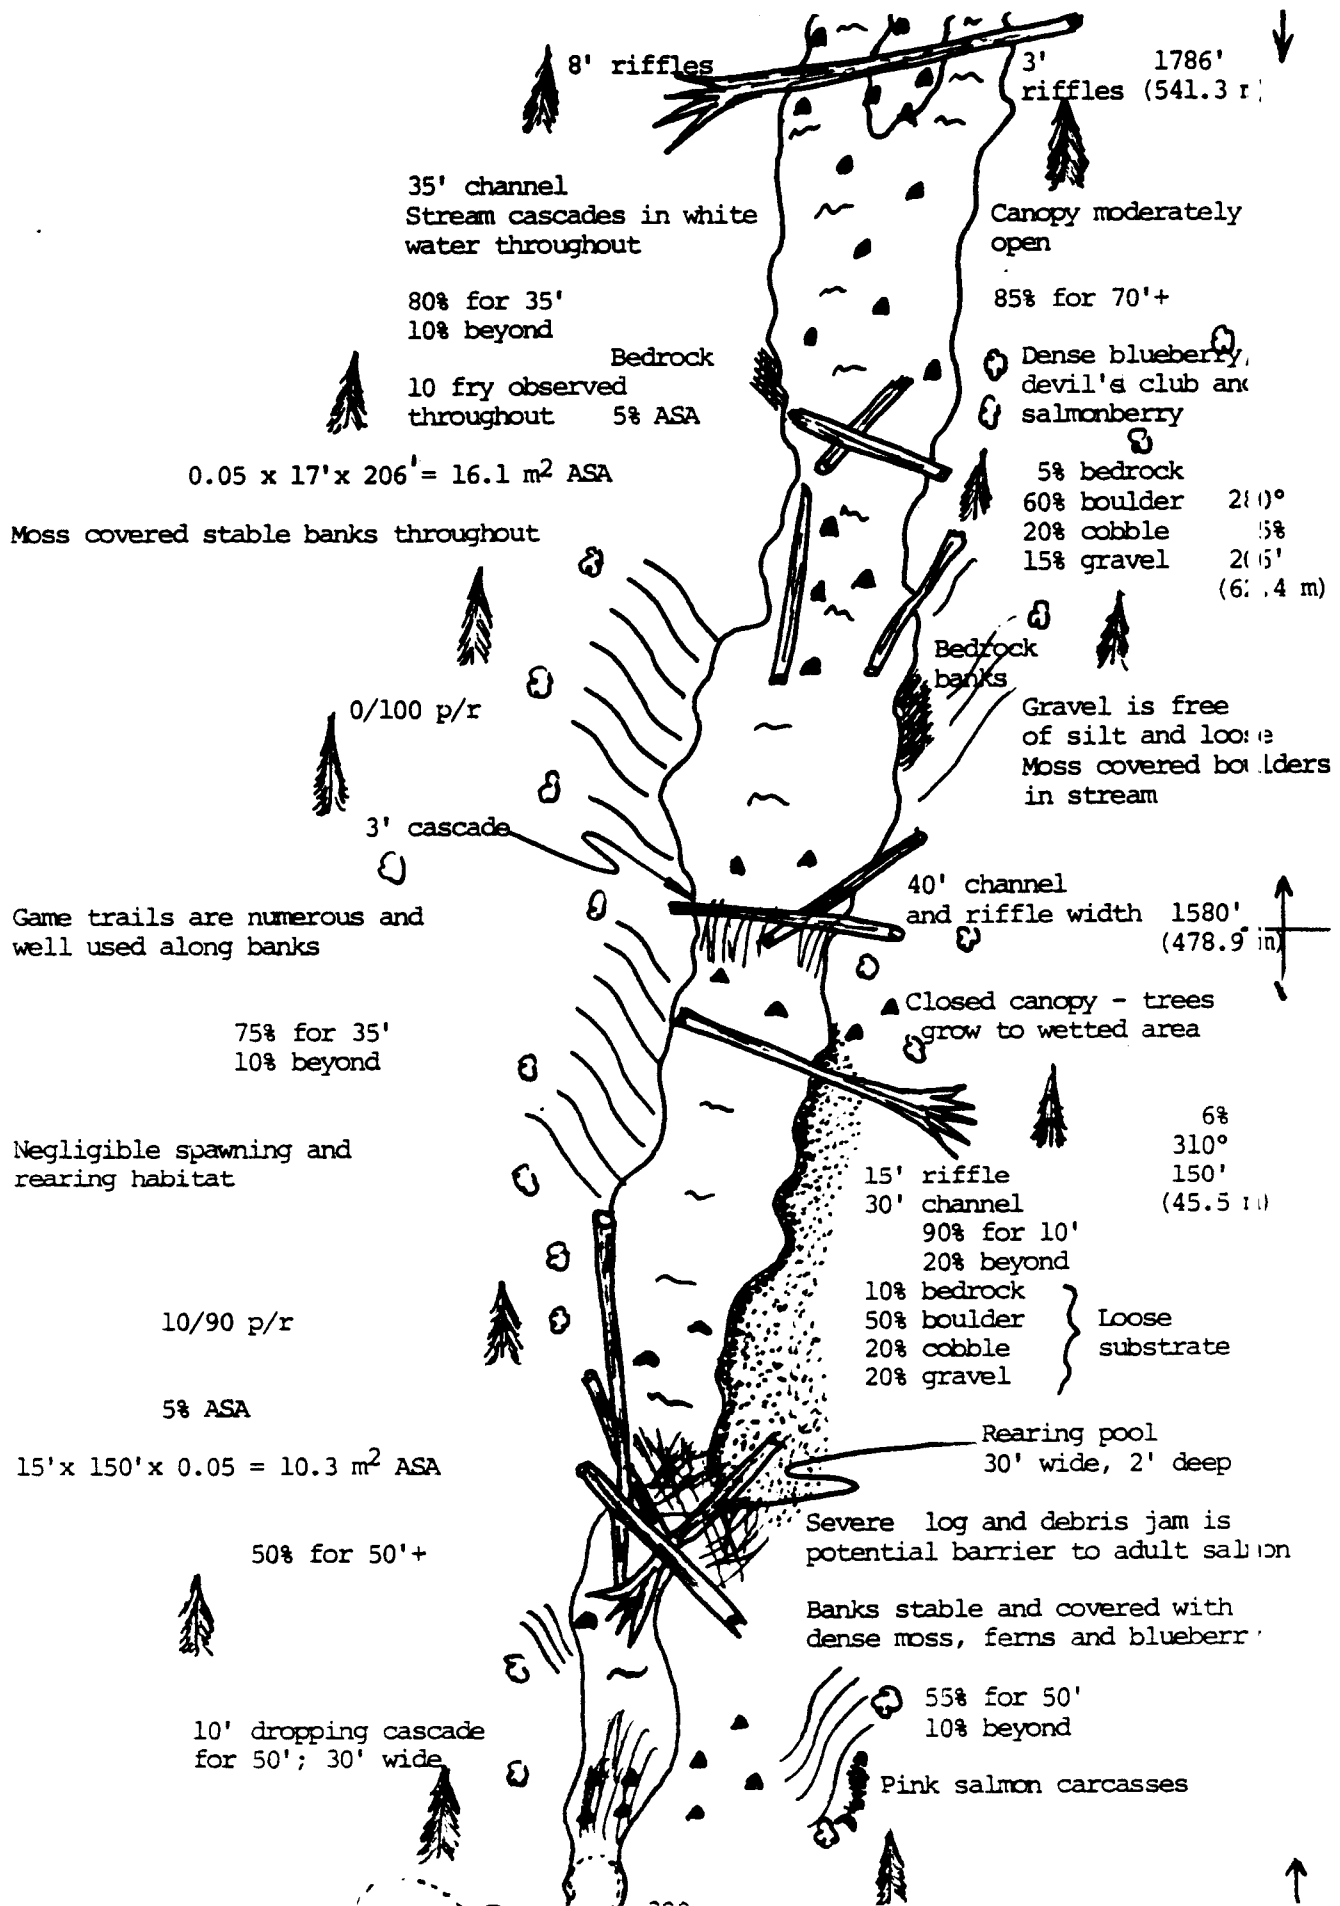 8' riffles
3' 1786'
riffles (541.3
35' channel
Stream cascades in white
water throughout
Canopy moderately
open
80% for 35'
10% beyond
85% for 70'+
Bedrock
10 fry observed
throughout 5% ASA
Dense blueberry,
devil's club and
salmonberry
0.05 x 17'x 206'= 16.1 m² ASA
5% bedrock
60% boulder
20% cobble 5%
15% gravel
Moss covered stable banks throughout
Bedrock
banks
0/100 p/r
Gravel is free
of silt and loose
Moss covered boulders
in stream
3' cascade
40' channel
and riffle width 1580'
(478.9 m)
Game trails are numerous and
well used along banks
Closed canopy - trees
grow to wetted area
75% for 35'
10% beyond
6%
310°
150'
(45.5 m)
Negligible spawning and
rearing habitat
15' riffle
30' channel
90% for 10'
20% beyond
10% bedrock
50% boulder
20% cobble
20% gravel
Loose
substrate
10/90 p/r
5% ASA
15'x 150'x 0.05 = 10.3 m² ASA
Rearing pool
30' wide, 2' deep
Severe log and debris jam is
potential barrier to adult salmon
50% for 50'+
Banks stable and covered with
dense moss, ferns and blueberr
55% for 50'
10% beyond
10' dropping cascade
for 50'; 30' wide
Pink salmon carcasses